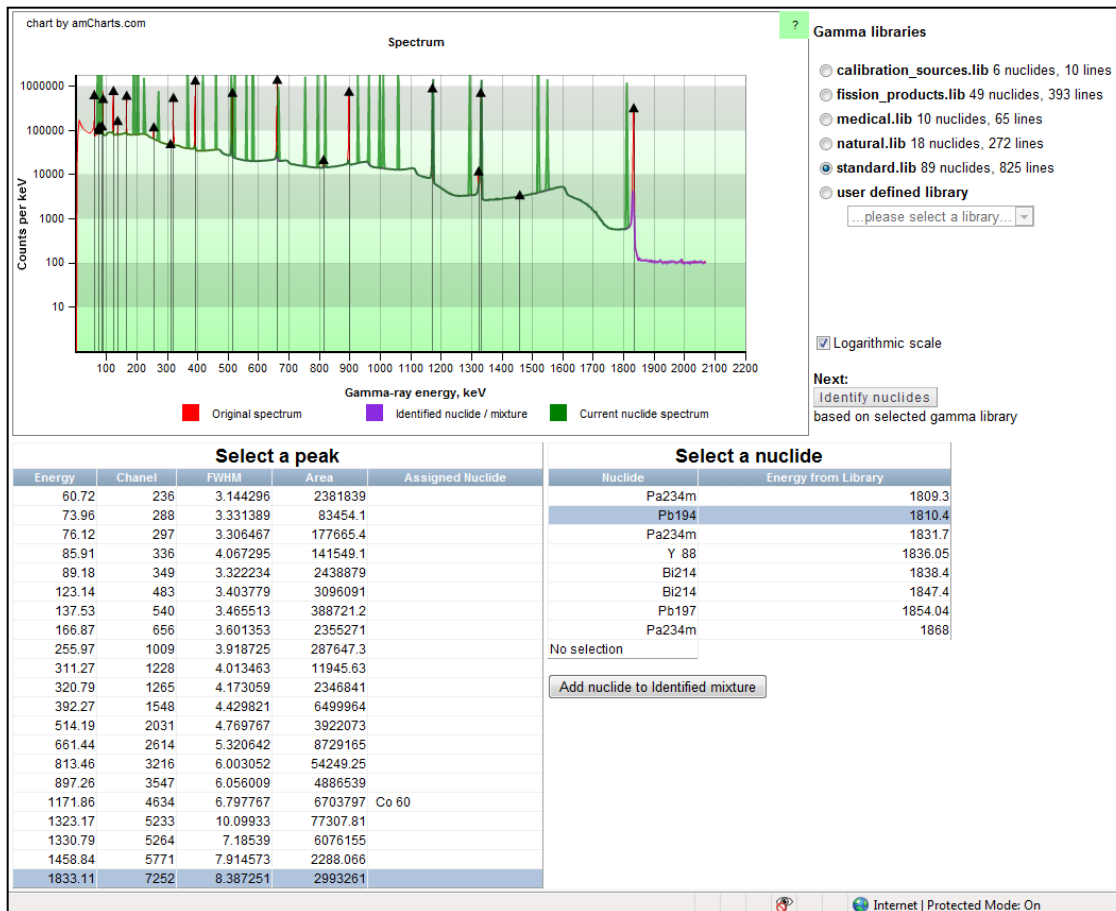 chart by amCharts.com
?
Spectrum
Counts per keV
1000000
100000
10000
1000
100
10
100 200 300 400 500 600 700 800 900 1000 1100 1200 1300 1400 1500 1600 1700 1800 1900 2000 2100 2200
Gamma-ray energy, keV
Original spectrum Identified nuclide / mixture Current nuclide spectrum
Gamma libraries
calibration_sources.lib 6 nuclides, 10 lines
fission_products.lib 49 nuclides, 393 lines
medical.lib 10 nuclides, 65 lines
natural.lib 18 nuclides, 272 lines
standard.lib 89 nuclides, 825 lines
user defined library
...please select a library...
Logarithmic scale
Next:
Identify nuclides
based on selected gamma library
Select a peak
Energy Chanel FWHM Area Assigned Nuclide
60.72 236 3.144296 2381839
73.96 288 3.331389 83454.1
76.12 297 3.306467 177665.4
85.91 336 4.067295 141549.1
89.18 349 3.322234 2438879
123.14 483 3.403779 3096091
137.53 540 3.465513 388721.2
166.87 656 3.601353 2355271
255.97 1009 3.918725 287647.3
311.27 1228 4.013463 11945.63
320.79 1265 4.173059 2346841
392.27 1548 4.429821 6499964
514.19 2031 4.769767 3922073
661.44 2614 5.320642 8729165
813.46 3216 6.003052 54249.25
897.26 3547 6.056009 4886539
1171.86 4634 6.797767 6703797 Co 60
1323.17 5233 10.09933 77307.81
1330.79 5264 7.18539 6076155
1458.84 5771 7.914573 2288.066
1833.11 7252 8.387251 2993261
Select a nuclide
Nuclide Energy from Library
Pa234m 1809.3
Pb194 1810.4
Pa234m 1831.7
Y 88 1836.05
Bi214 1838.4
Bi214 1847.4
Pb197 1854.04
Pa234m 1868
No selection
Add nuclide to Identified mixture
Internet | Protected Mode: On